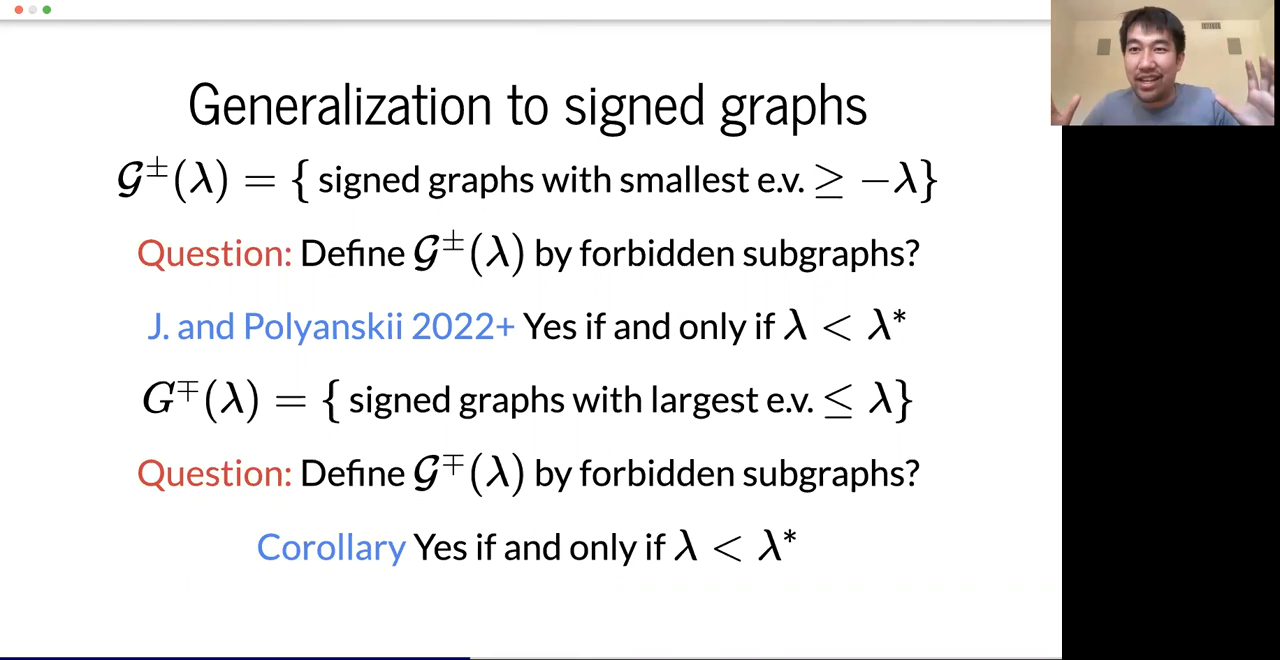 Generalization to signed graphs
𝒢^±(λ) = { signed graphs with smallest e.v. ≥ −λ}
Question: Define 𝒢^±(λ) by forbidden subgraphs?
J. and Polyanskii 2022+ Yes if and only if λ < λ*
G^∓(λ) = { signed graphs with largest e.v. ≤ λ}
Question: Define 𝒢^∓(λ) by forbidden subgraphs?
Corollary Yes if and only if λ < λ*